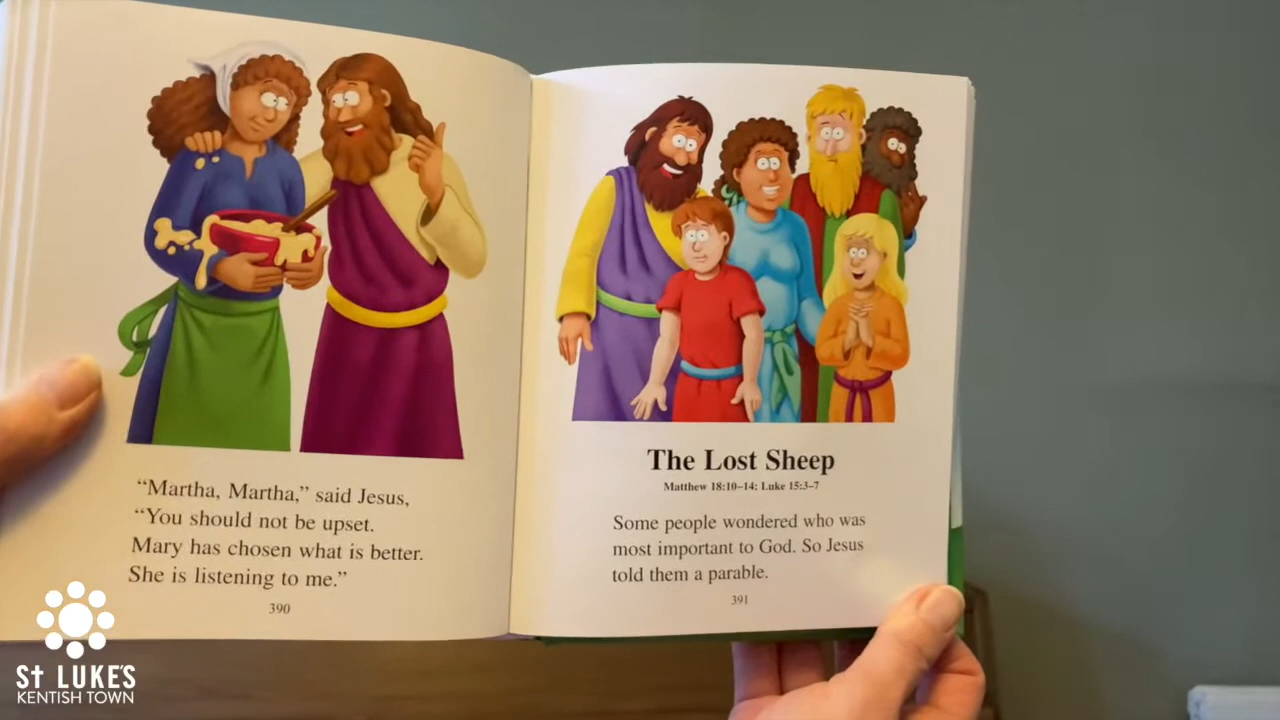 “Martha, Martha,” said Jesus,
“You should not be upset.
Mary has chosen what is better.
She is listening to me.”
390
The Lost Sheep
Matthew 18:10–14; Luke 15:3–7
Some people wondered who was
most important to God. So Jesus
told them a parable.
391
St LUKE'S
KENTISH TOWN